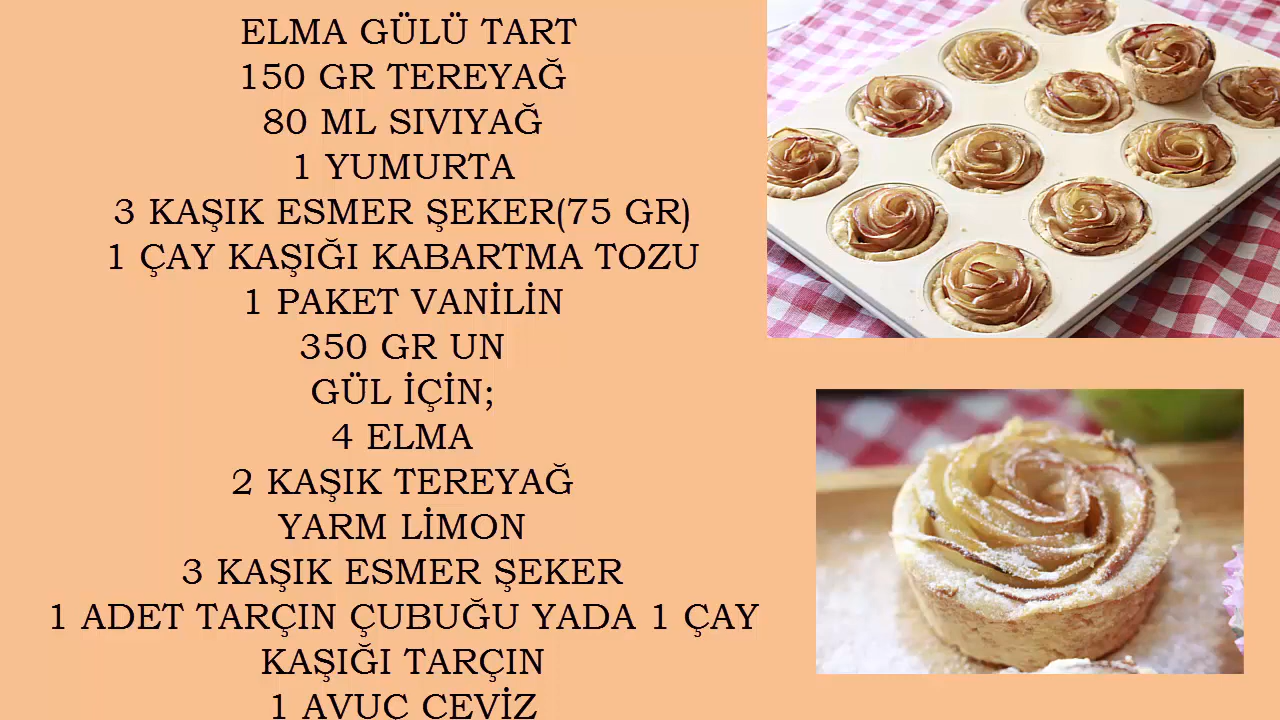 ELMA GÜLÜ TART
150 GR TEREYAĞ
80 ML SIVIYAĞ
1 YUMURTA
3 KAŞIK ESMER ŞEKER(75 GR)
1 ÇAY KAŞIĞI KABARTMA TOZU
1 PAKET VANİLİN
350 GR UN
GÜL İÇİN;
4 ELMA
2 KAŞIK TEREYAĞ
YARM LİMON
3 KAŞIK ESMER ŞEKER
1 ADET TARÇIN ÇUBUĞU YADA 1 ÇAY
KAŞIĞI TARÇIN
1 AVUÇ CEVİZ